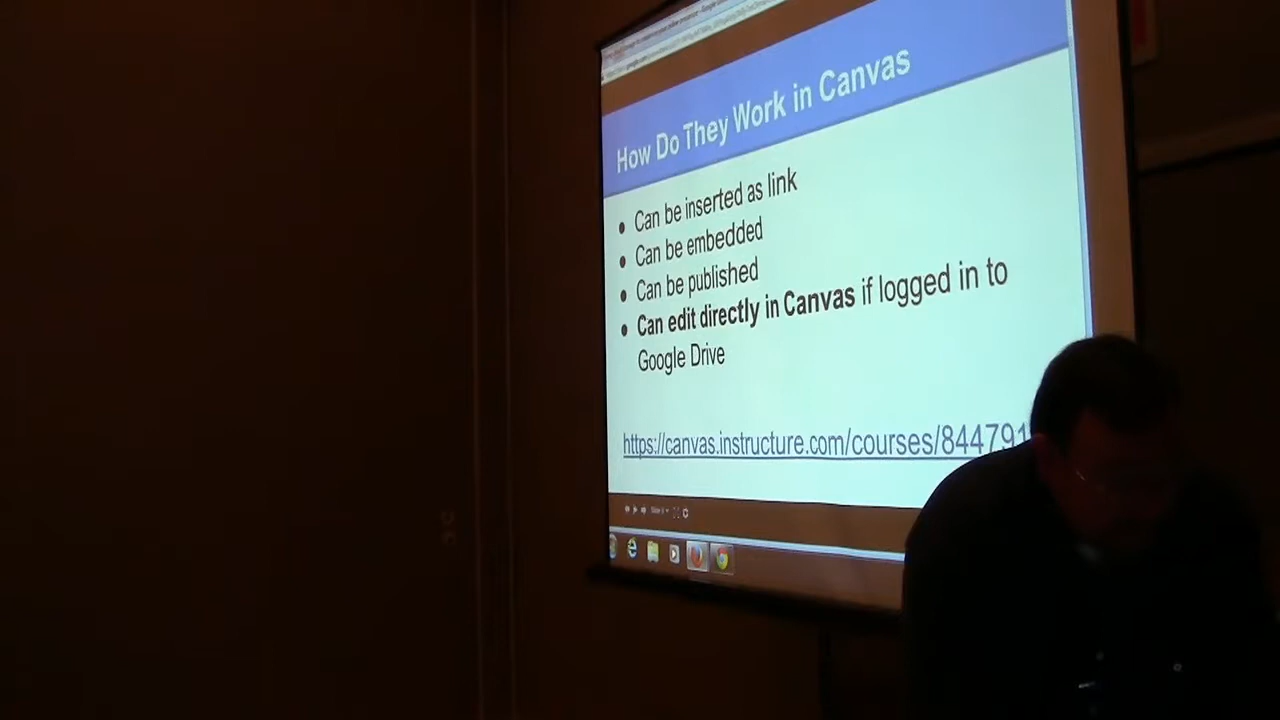 How Do They Work in Canvas
Can be inserted as link
Can be embedded
Can be published
Can edit directly in Canvas if logged in to
Google Drive
https://canvas.instructure.com/courses/844791